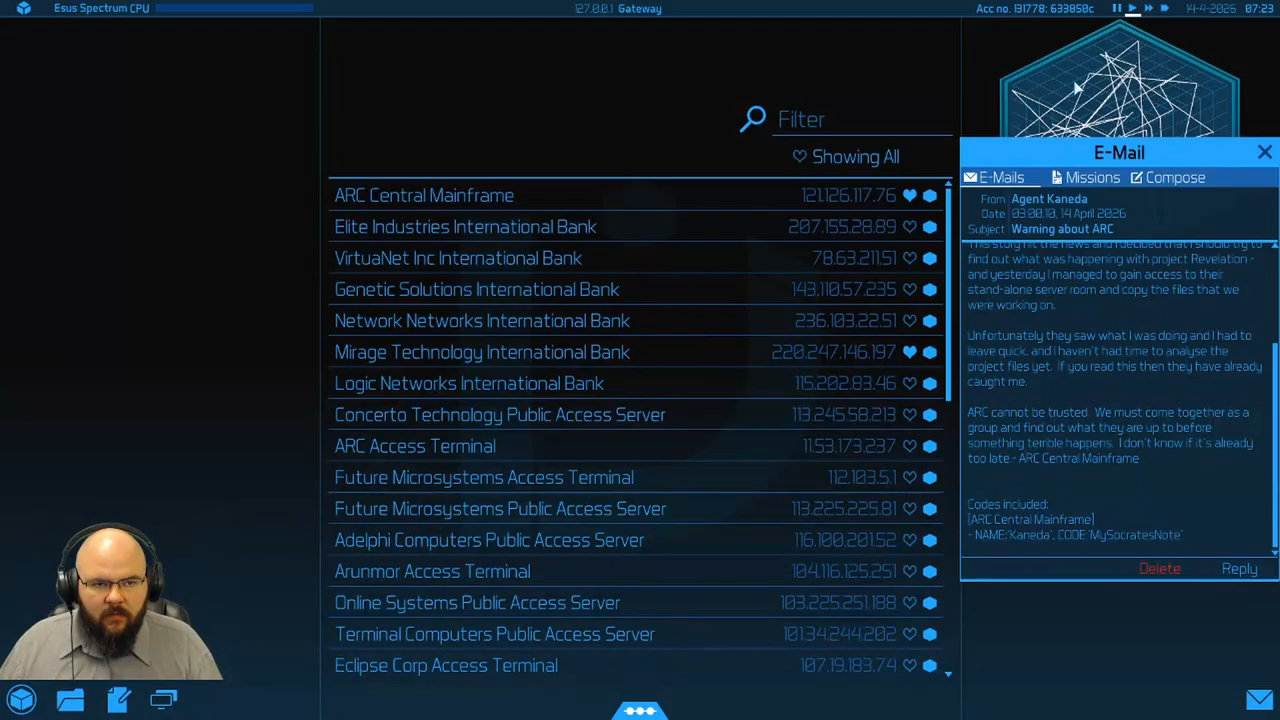 Esus Spectrum CPU
127.0.0.1 Gateway
Acc no. 131778: 633850c
14-4-2026 07:23
Filter
Showing All
ARC Central Mainframe 121.126.117.76
Elite Industries International Bank 207.155.28.89
VirtuaNet Inc International Bank 78.63.211.51
Genetic Solutions International Bank 143.110.57.235
Network Networks International Bank 236.103.22.51
Mirage Technology International Bank 220.247.146.197
Logic Networks International Bank 115.202.83.46
Concerto Technology Public Access Server 113.245.58.213
ARC Access Terminal 11.53.173.237
Future Microsystems Access Terminal 112.103.5.1
Future Microsystems Public Access Server 113.225.225.81
Adelphi Computers Public Access Server 116.100.201.52
Arunmor Access Terminal 104.116.125.251
Online Systems Public Access Server 103.225.251.188
Terminal Computers Public Access Server 101.34.244.202
Eclipse Corp Access Terminal 107.19.183.74
E-Mail
E-Mails Missions Compose
From Agent Kaneda
Date 03:00.10, 14 April 2026
Subject Warning about ARC
This story hit the news and I decided that I should try to
find out what was happening with project Revelation -
and yesterday I managed to gain access to their
stand-alone server room and copy the files that we
were working on.
Unfortunately they saw what I was doing and I had to
leave quick, and I haven't had time to analyse the
project files yet. If you read this then they have already
caught me.
ARC cannot be trusted. We must come together as a
group and find out what they are up to before
something terrible happens. I don't know if it's already
too late.- ARC Central Mainframe
Codes included:
[ARC Central Mainframe]
- NAME:'Kaneda', CODE'MySocratesNote'
Delete Reply